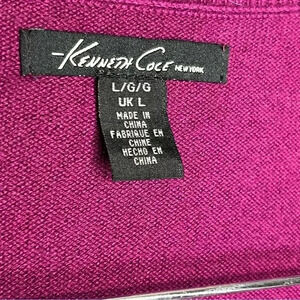 KENNETH COLE NEW YORK
L/G/G
UK L
MADE IN
CHINA
FABRIQUE EN
CHINE
HECHO EN
CHINA